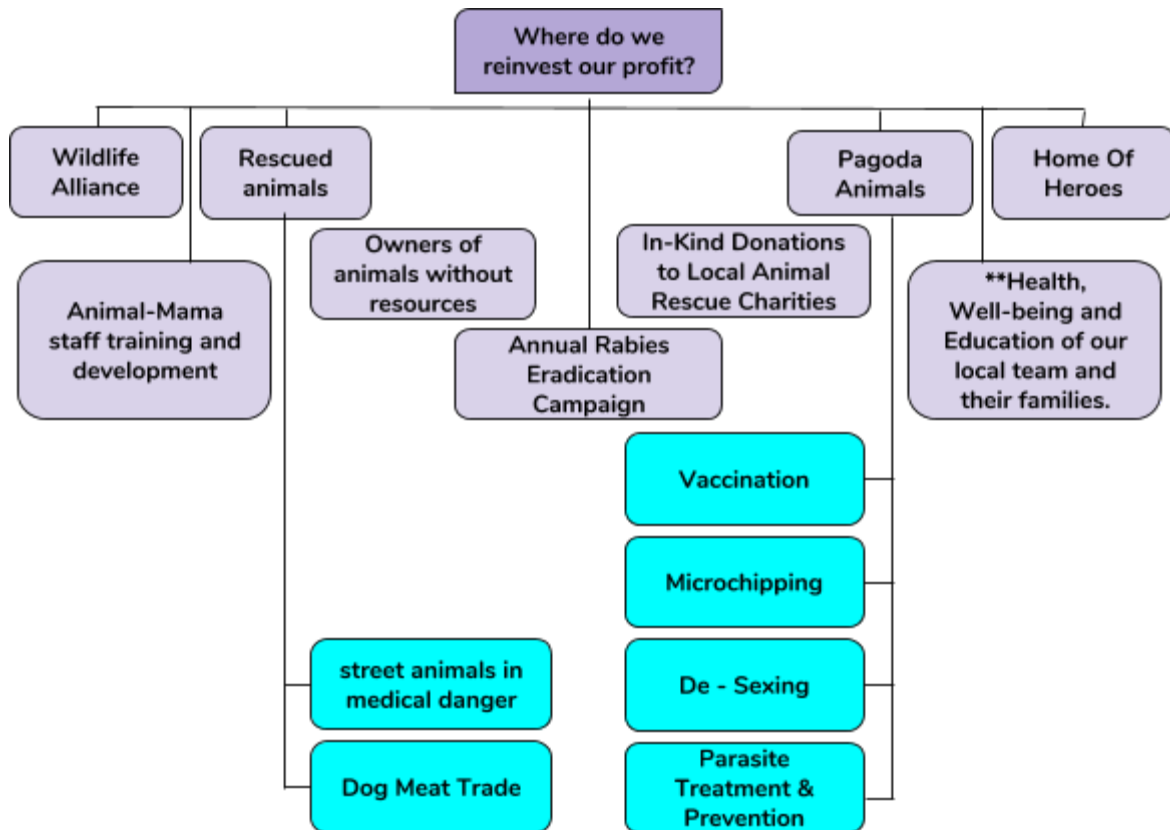 Where do we
reinvest our profit?
Wildlife
Alliance
Rescued
animals
Pagoda
Animals
Home Of
Heroes
Owners of
animals without
resources
In-Kind Donations
to Local Animal
Rescue Charities
Animal-Mama
staff training and
development
Annual Rabies
Eradication
Campaign
**Health,
Well-being and
Education of our
local team and
their families.
Vaccination
Microchipping
street animals in
medical danger
De - Sexing
Dog Meat Trade
Parasite
Treatment &
Prevention